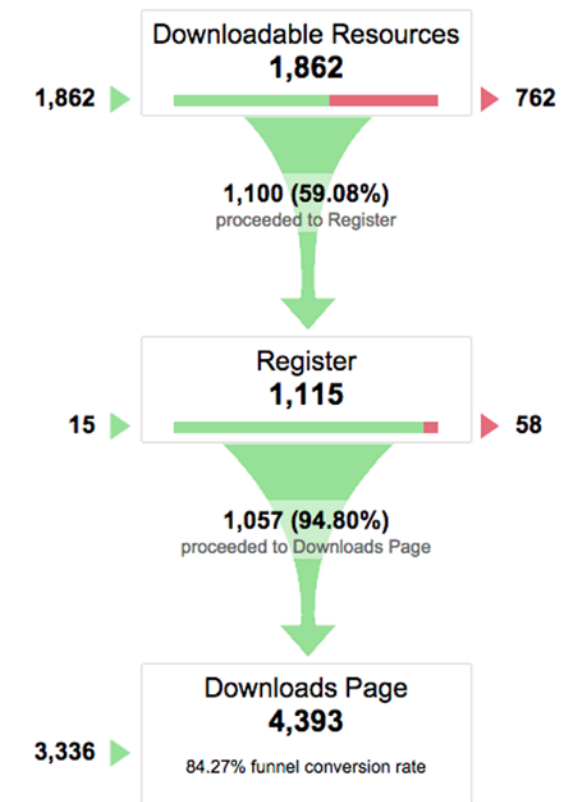 Downloadable Resources
1,862
1,862
762
1,100 (59.08%)
proceeded to Register
Register
1,115
15
58
1,057 (94.80%)
proceeded to Downloads Page
Downloads Page
4,393
3,336
84.27% funnel conversion rate